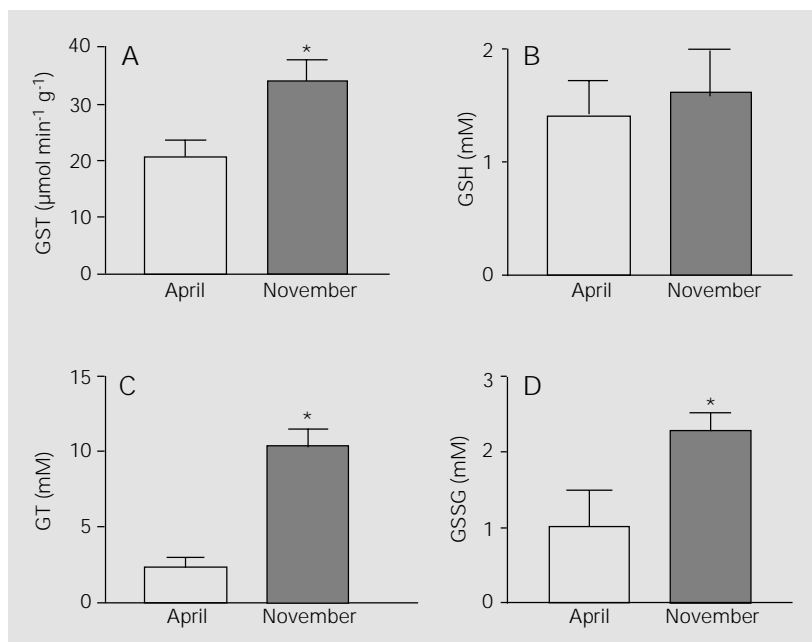 A
GST (µmol min⁻¹ g⁻¹)
40
30
20
10
0
*
April
November
B
GSH (mM)
2
1
0
April
November
C
GT (mM)
15
10
5
0
*
April
November
D
GSSG (mM)
3
2
1
0
*
April
November